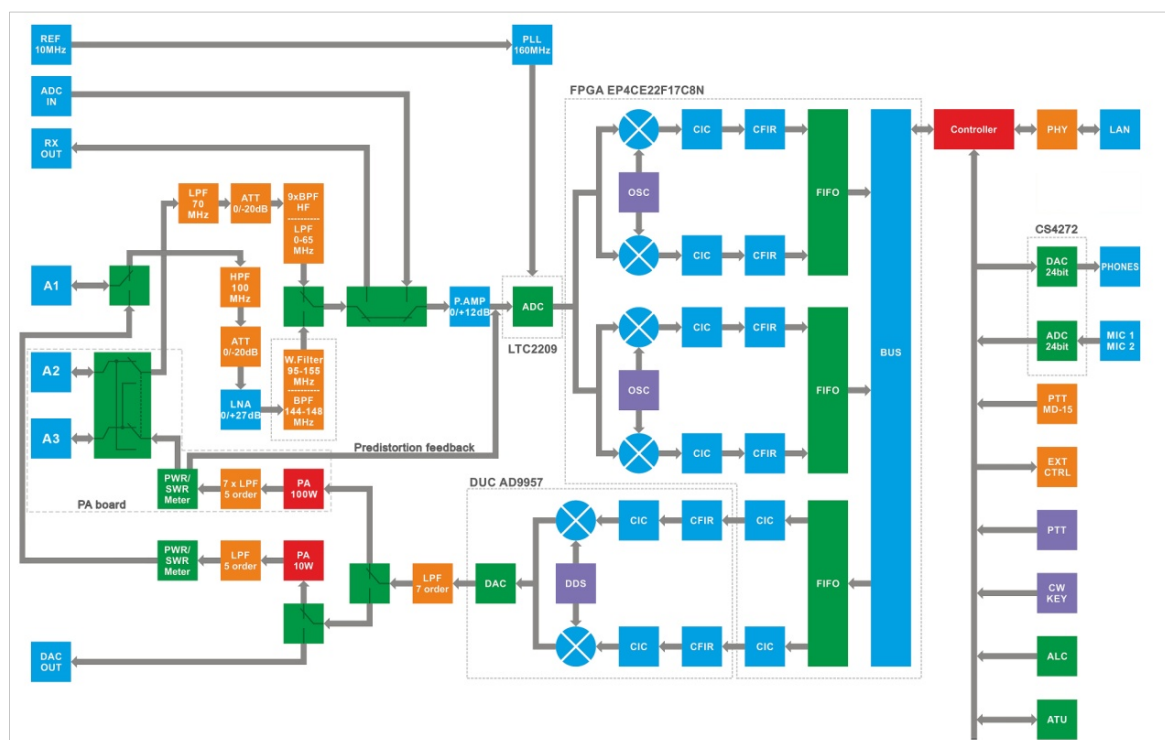 REF
10MHz
PLL
160MHz
ADC
IN
RX
OUT
FPGA EP4CE22F17C8N
CIC
CFIR
Controller
PHY
LAN
LPF
70
MHz
ATT
0/-20dB
9xBPF
HF
LPF
0-65
MHz
OSC
FIFO
CIC
CFIR
CS4272
DAC
24bit
PHONES
A1
HPF
100
MHz
P.AMP
0/+12dB
ADC
LTC2209
ATT
0/-20dB
W.Filter
95-155
MHz
BPF
144-148
MHz
LNA
0/+27dB
CIC
CFIR
OSC
FIFO
CIC
CFIR
BUS
ADC
24bit
MIC 1
MIC 2
A2
A3
PTT
MD-15
EXT
CTRL
Predistortion feedback
PWR/
SWR
Meter
7 x LPF
5 order
PA
100W
PA board
DUC AD9957
CIC
CFIR
CIC
PTT
PWR/
SWR
Meter
LPF
5 order
PA
10W
LPF
7 order
DAC
DDS
FIFO
CW
KEY
DAC
OUT
CIC
CFIR
CIC
ALC
ATU